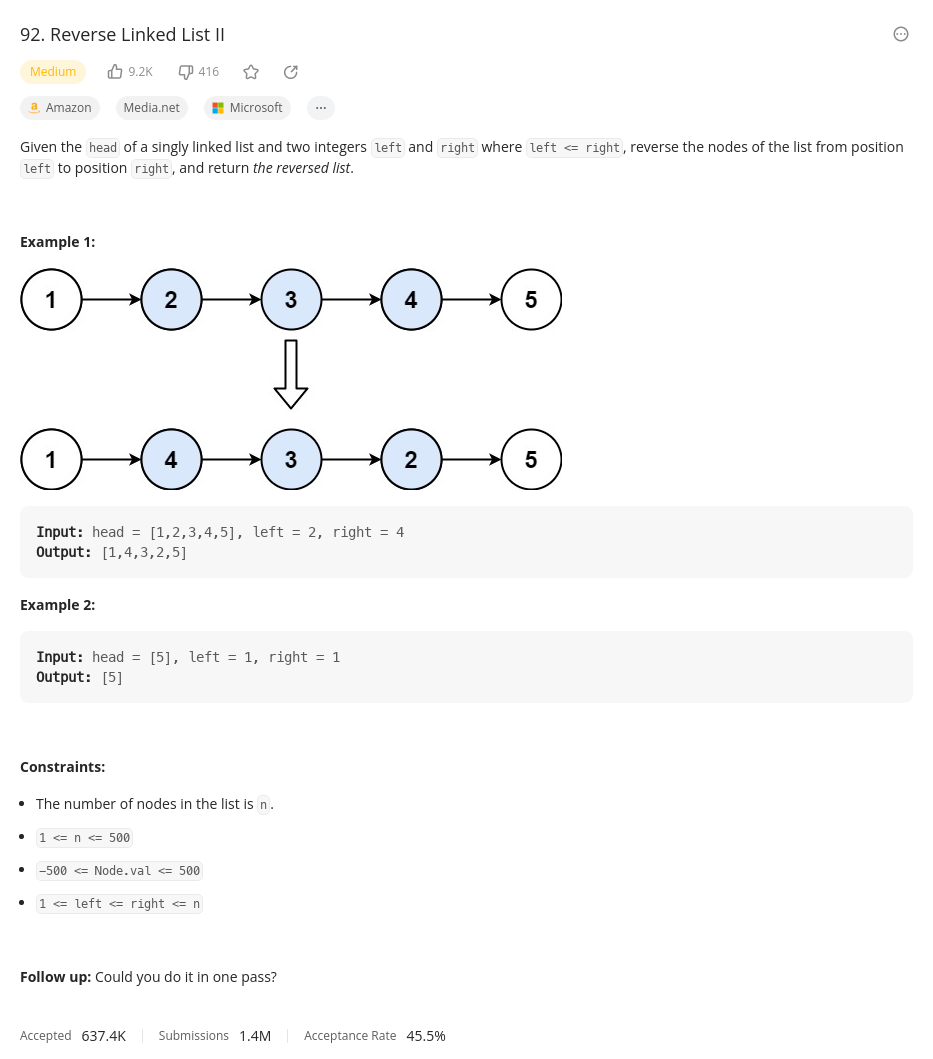 92. Reverse Linked List II
Medium 9.2K 416
Amazon Media.net Microsoft ...
Given the head of a singly linked list and two integers left and right where left <= right, reverse the nodes of the list from position
left to position right, and return the reversed list.
Example 1:
1 2 3 4 5
1 4 3 2 5
Input: head = [1,2,3,4,5], left = 2, right = 4
Output: [1,4,3,2,5]
Example 2:
Input: head = [5], left = 1, right = 1
Output: [5]
Constraints:
• The number of nodes in the list is n.
• 1 <= n <= 500
• −500 <= Node.val <= 500
• 1 <= left <= right <= n
Follow up: Could you do it in one pass?
Accepted 637.4K Submissions 1.4M Acceptance Rate 45.5%